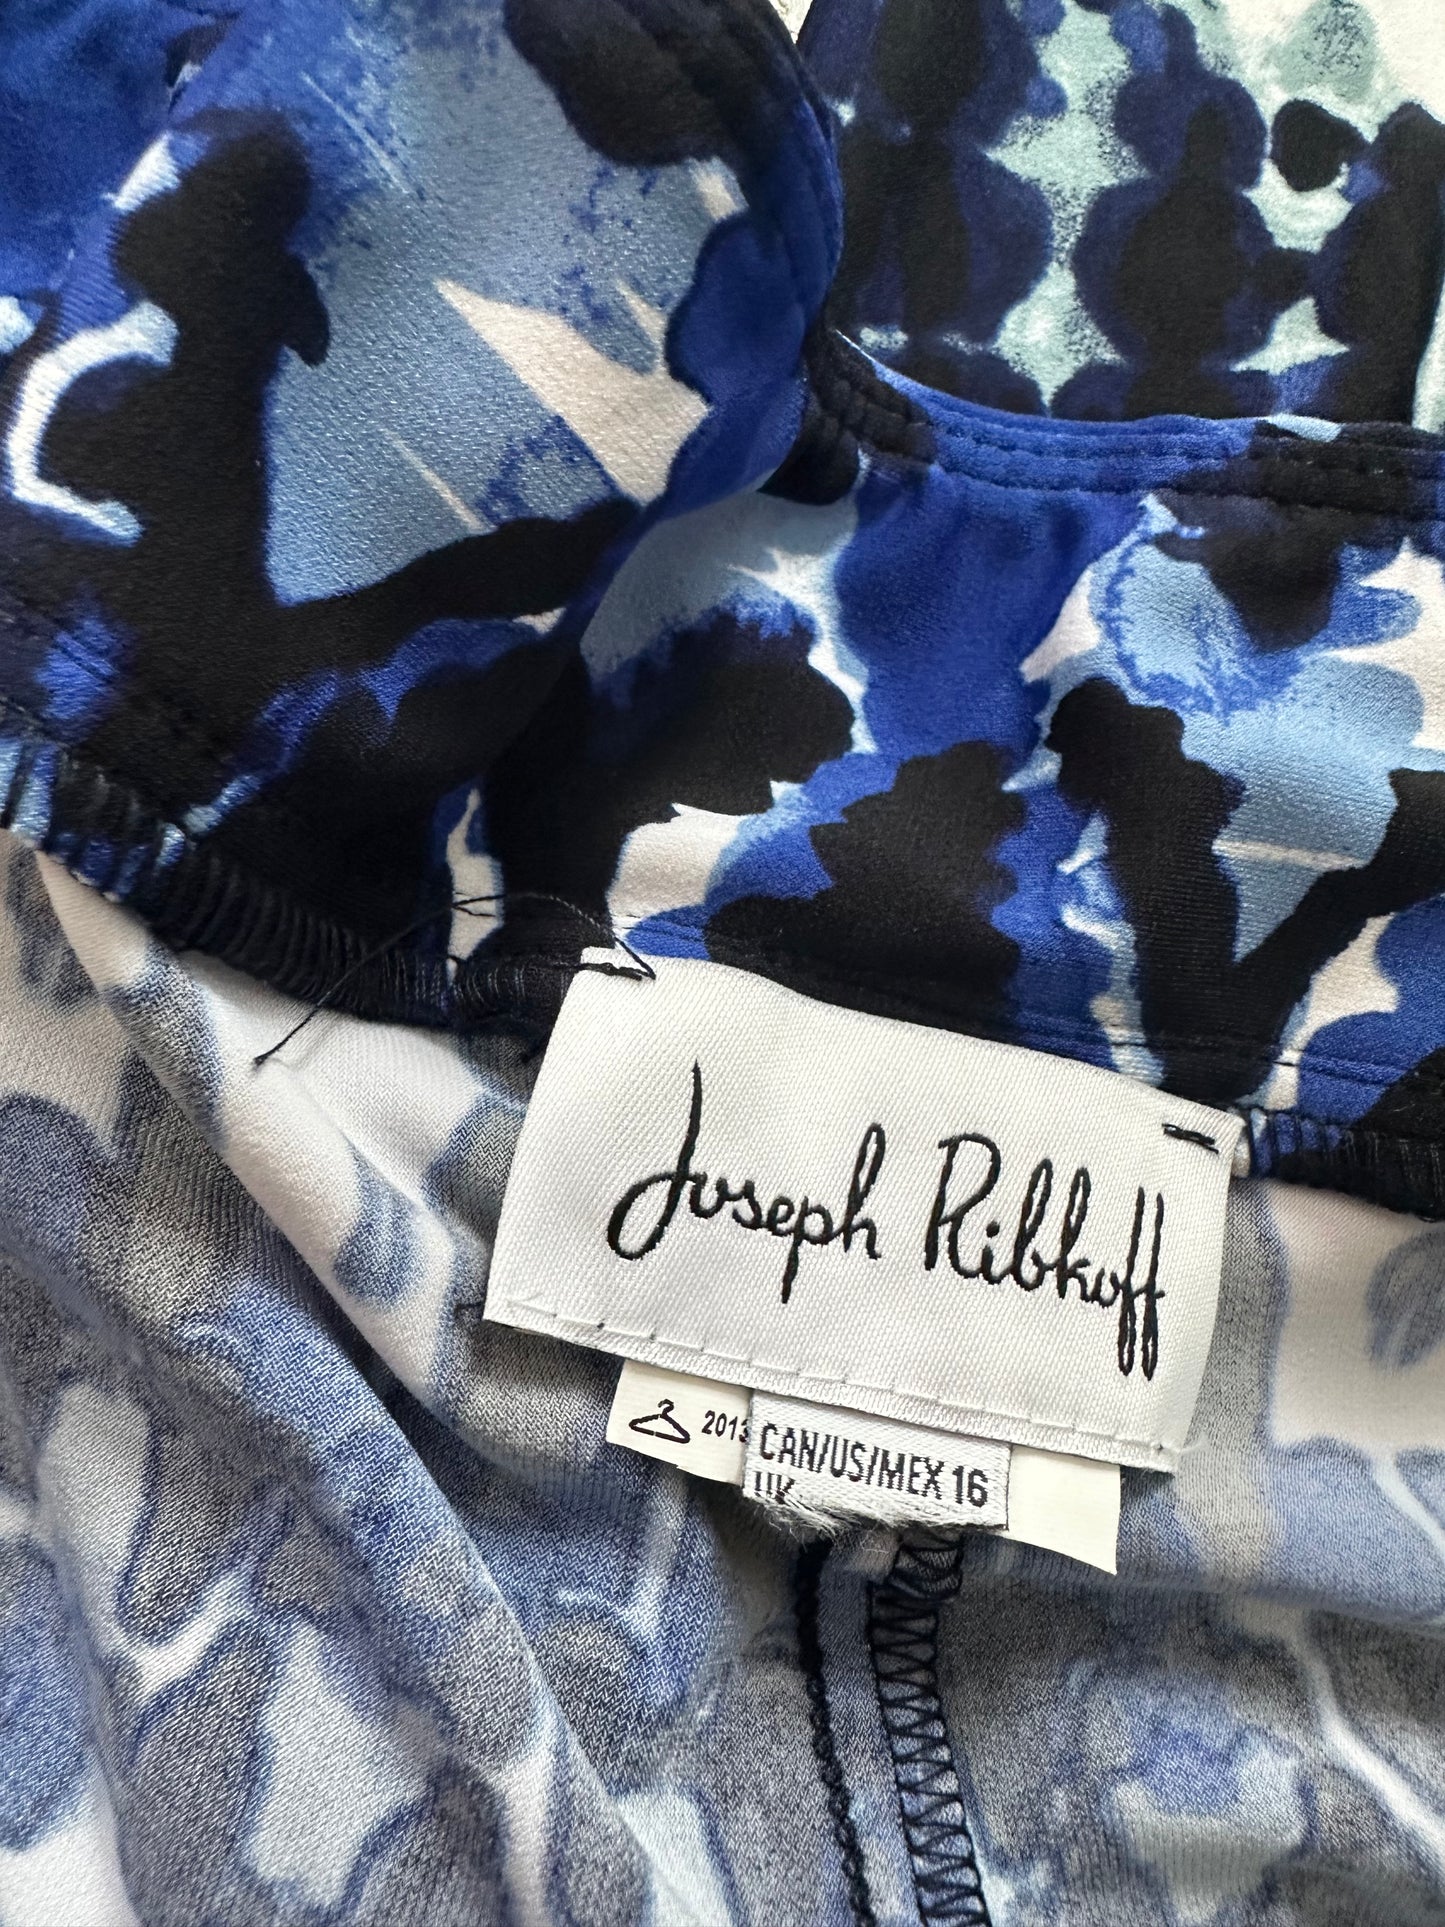 Joseph Ribkoff
2013
CAN/US/MEX 16
UK